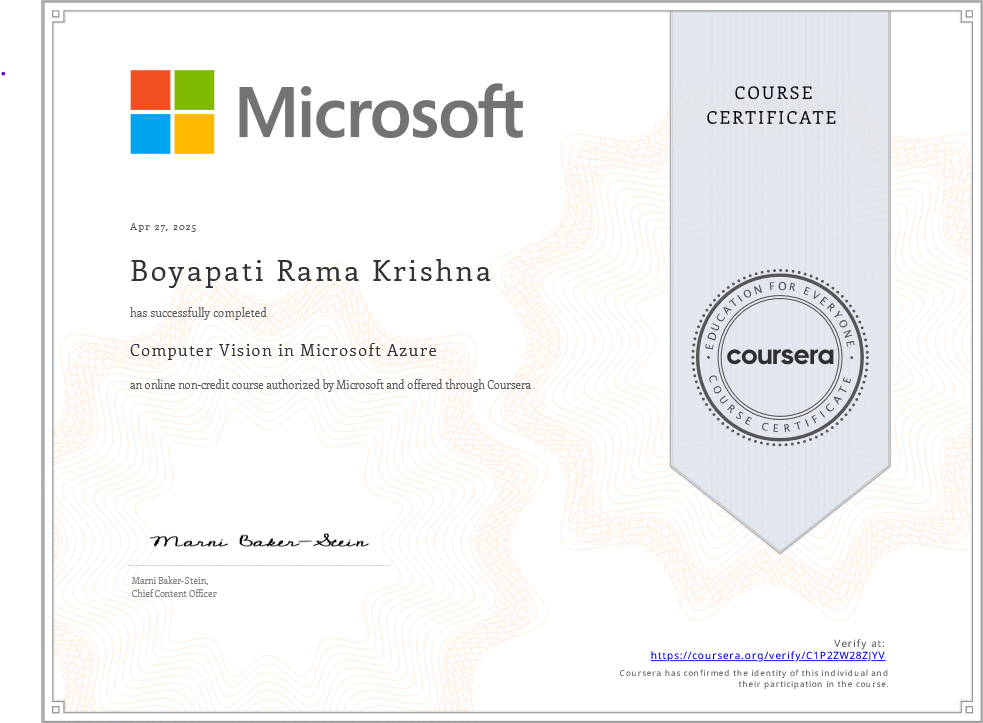 Microsoft
COURSE
CERTIFICATE
Apr 27, 2025
Boyapati Rama Krishna
has successfully completed
Computer Vision in Microsoft Azure
an online non-credit course authorized by Microsoft and offered through Coursera
EDUCATION FOR EVERYONE
coursera
COURSE CERTIFICATE
Marni Baker-Stein
Marni Baker-Stein,
Chief Content Officer
Verify at:
https://coursera.org/verify/C1P2ZW28ZJYV
Coursera has confirmed the identity of this individual and
their participation in the course.